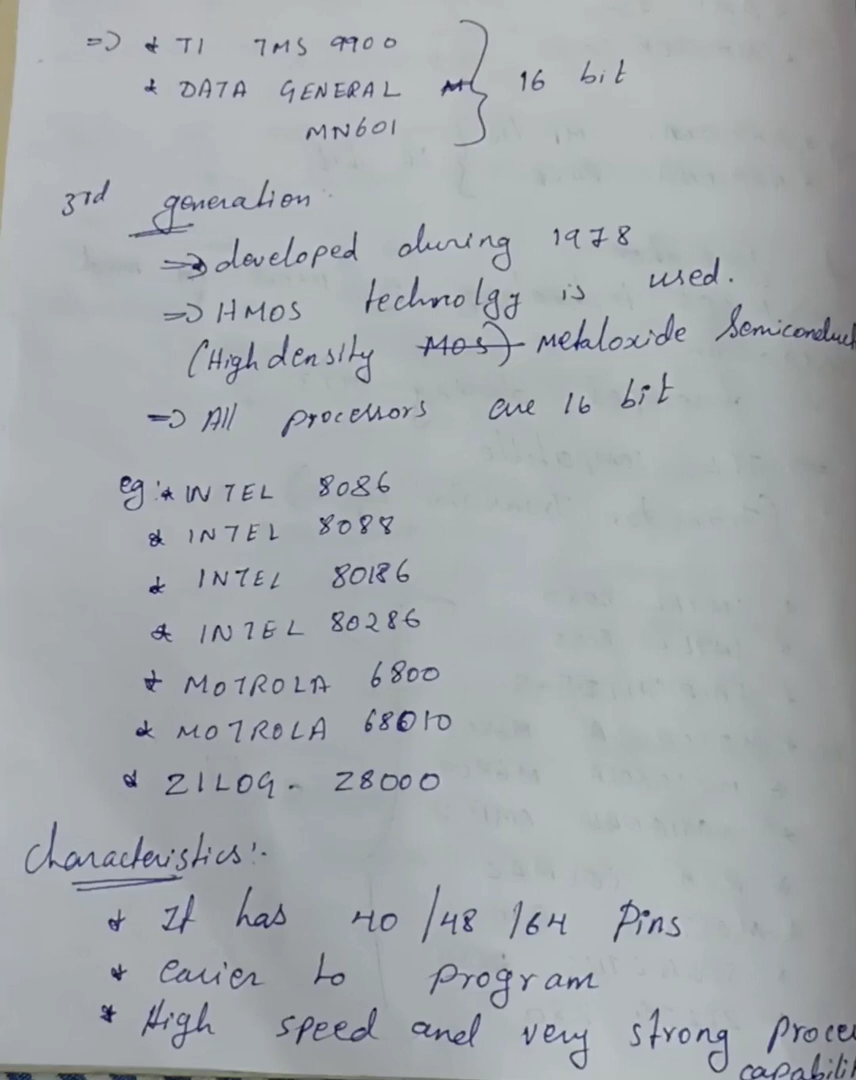 => * TI TMS 9900
* DATA GENERAL MN601 } 16 bit
3rd generation:
=> developed during 1978
=> HMOS technolgy is used.
(High density MOS) metaloxide Semiconduct
=> All processors are 16 bit
eg:* INTEL 8086
* INTEL 8088
* INTEL 80186
* INTEL 80286
* MOTROLA 6800
* MOTROLA 68010
* ZILOG - Z8000
Characteristics:-
* It has 40/48/64 Pins
* easier to program
* High speed and very strong Proce
capabilit